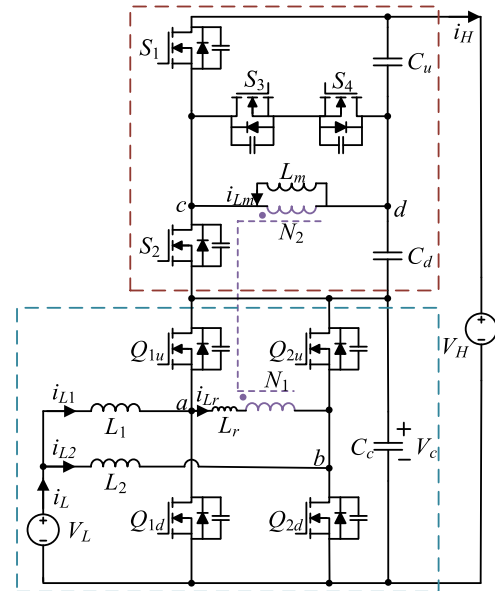 S1
iH
Cu
S3
S4
Lm
iLm
c
d
S2
N2
Cd
Q1u
Q2u
VH
N1
iL1
a
iLr
L1
Lr
Cc
Vc
iL2
b
L2
iL
Q1d
Q2d
VL